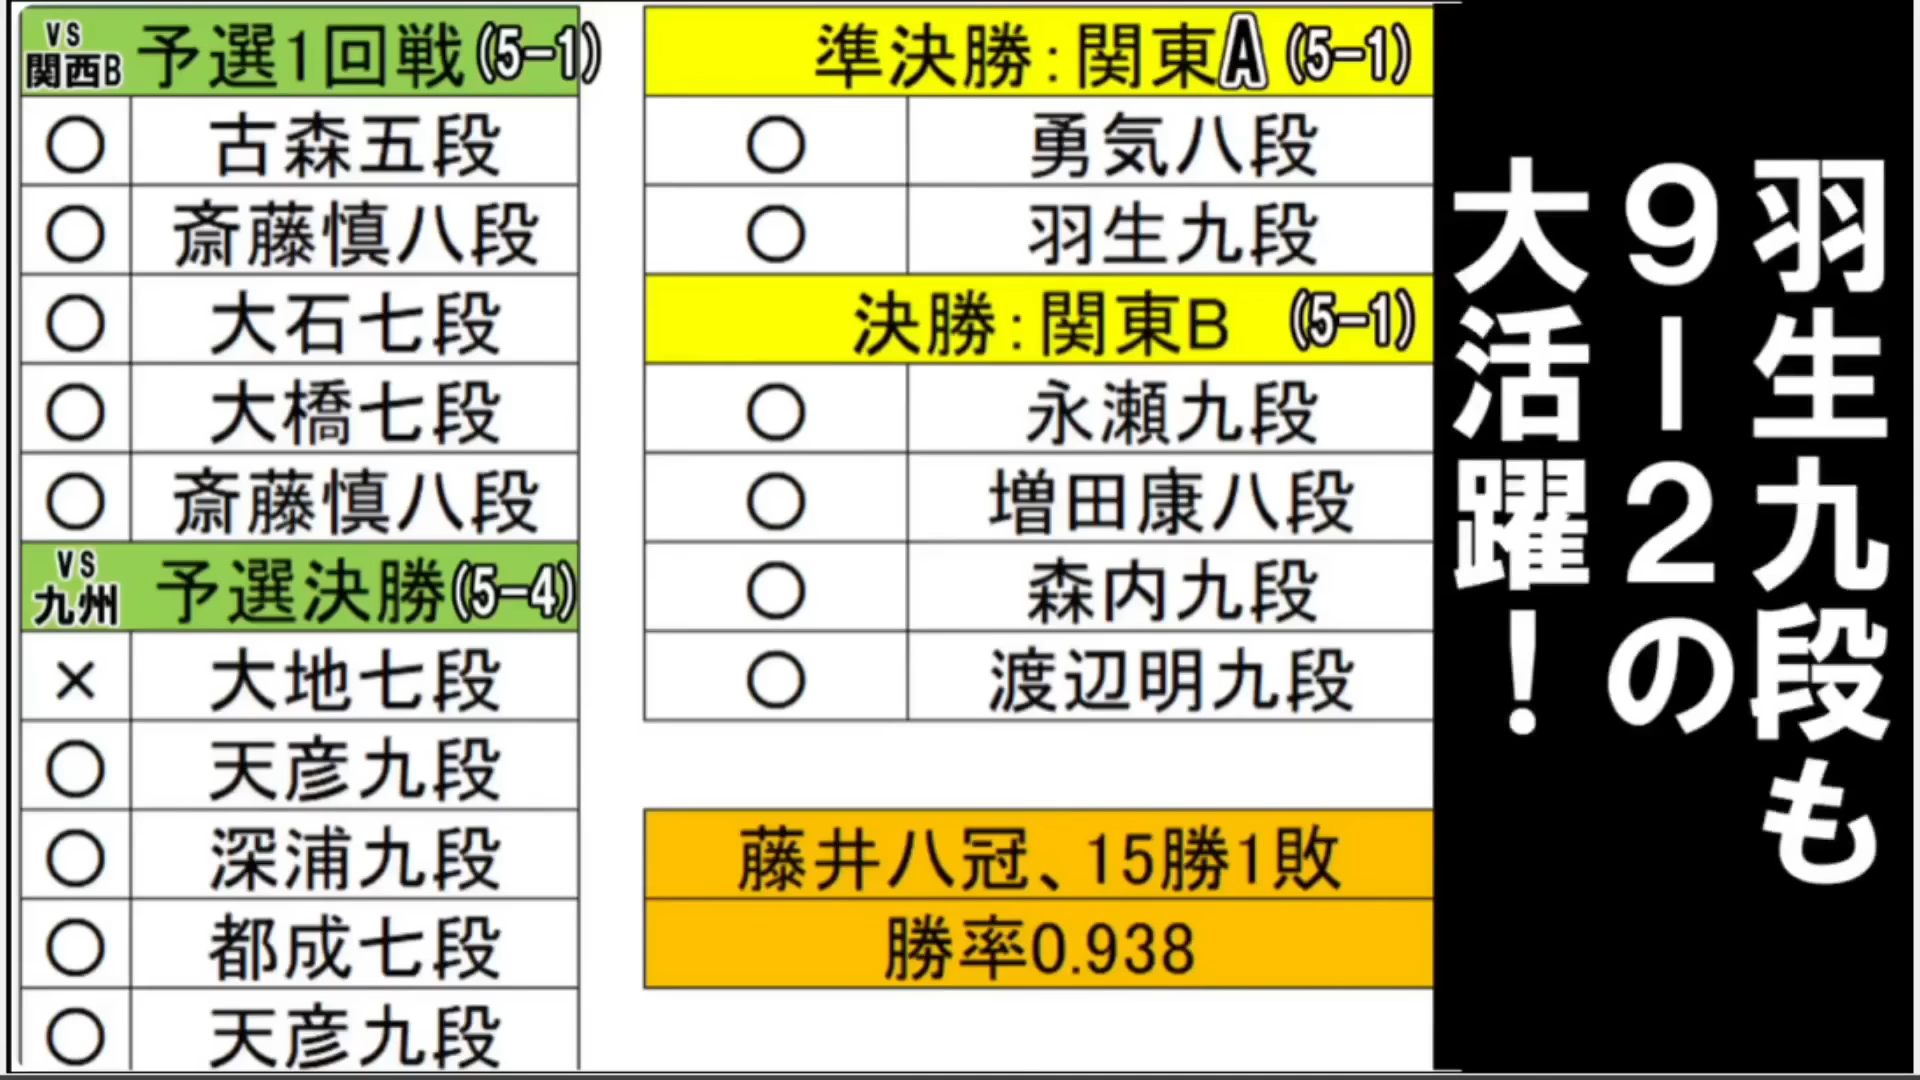 VS
関西B 予選1回戦(5-1)
○ 古森五段
○ 斎藤慎八段
○ 大石七段
○ 大橋七段
○ 斎藤慎八段
VS
九州 予選決勝(5-4)
× 大地七段
○ 天彦九段
○ 深浦九段
○ 都成七段
○ 天彦九段
準決勝:関東A(5-1)
○ 勇気八段
○ 羽生九段
決勝:関東B (5-1)
○ 永瀬九段
○ 増田康八段
○ 森内九段
○ 渡辺明九段
藤井八冠、15勝1敗
勝率0.938
羽生九段も
9-2の
大活躍!